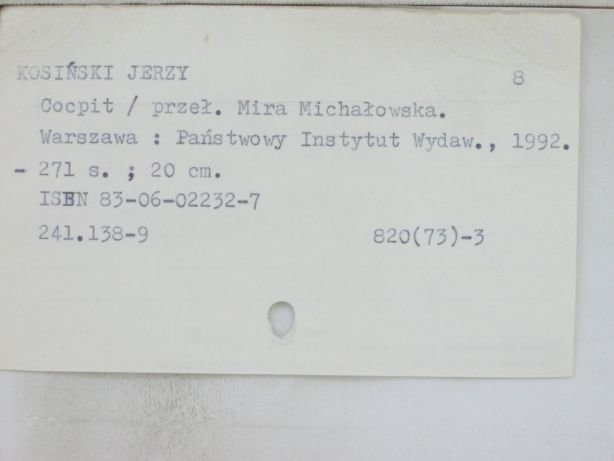 KOSIŃSKI JERZY 8
Cocpit / przeł. Mira Michałowska.
Warszawa : Państwowy Instytut Wydaw., 1992.
- 271 s. ; 20 cm.
ISBN 83-06-02232-7
241.138-9 820(73)-3